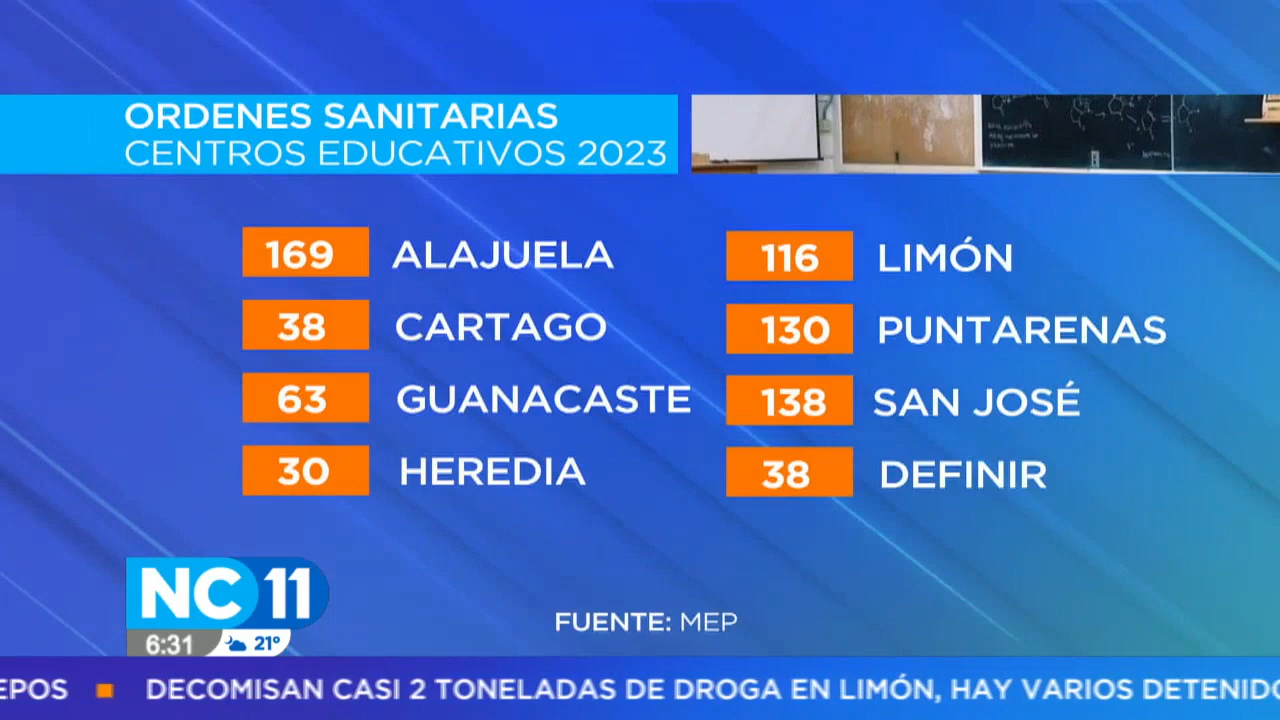 ORDENES SANITARIAS
CENTROS EDUCATIVOS 2023
169 ALAJUELA
38 CARTAGO
63 GUANACASTE
30 HEREDIA
116 LIMÓN
130 PUNTARENAS
138 SAN JOSÉ
38 DEFINIR
FUENTE: MEP
NC 11
6:31 21°
EPOS ■ DECOMISAN CASI 2 TONELADAS DE DROGA EN LIMÓN, HAY VARIOS DETENIDO